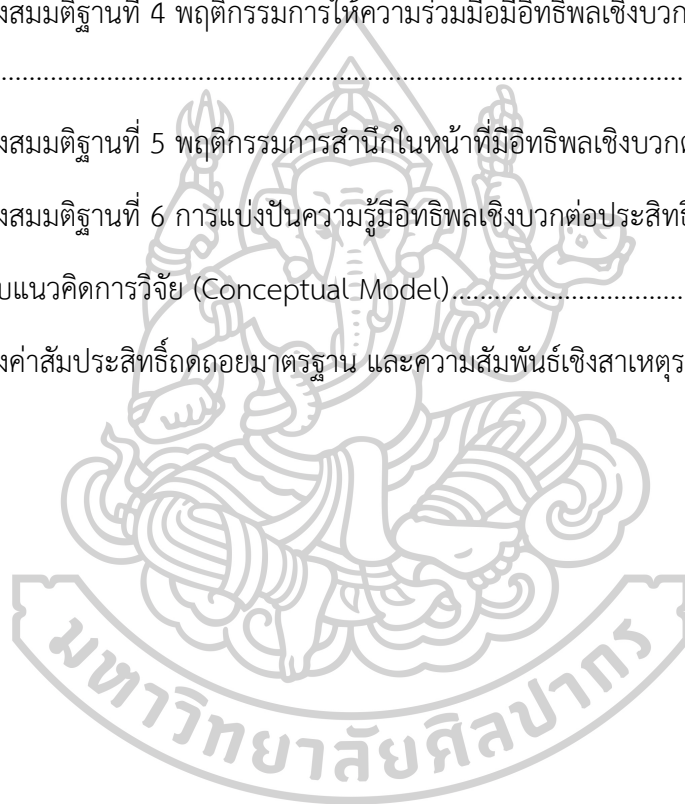 งสมมติฐานที่ 4 พฤติกรรมการให้ความร่วมมือมีอิทธิพลเชิงบวก
................................................................................................
งสมมติฐานที่ 5 พฤติกรรมการสำนึกในหน้าที่มีอิทธิพลเชิงบวกต
งสมมติฐานที่ 6 การแบ่งปันความรู้มีอิทธิพลเชิงบวกต่อประสิทธิ
บแนวคิดการวิจัย (Conceptual Model)................................
งค่าสัมประสิทธิ์ถดถอยมาตรฐาน และความสัมพันธ์เชิงสาเหตุร
มหาวิทยาลัยศิลปากร